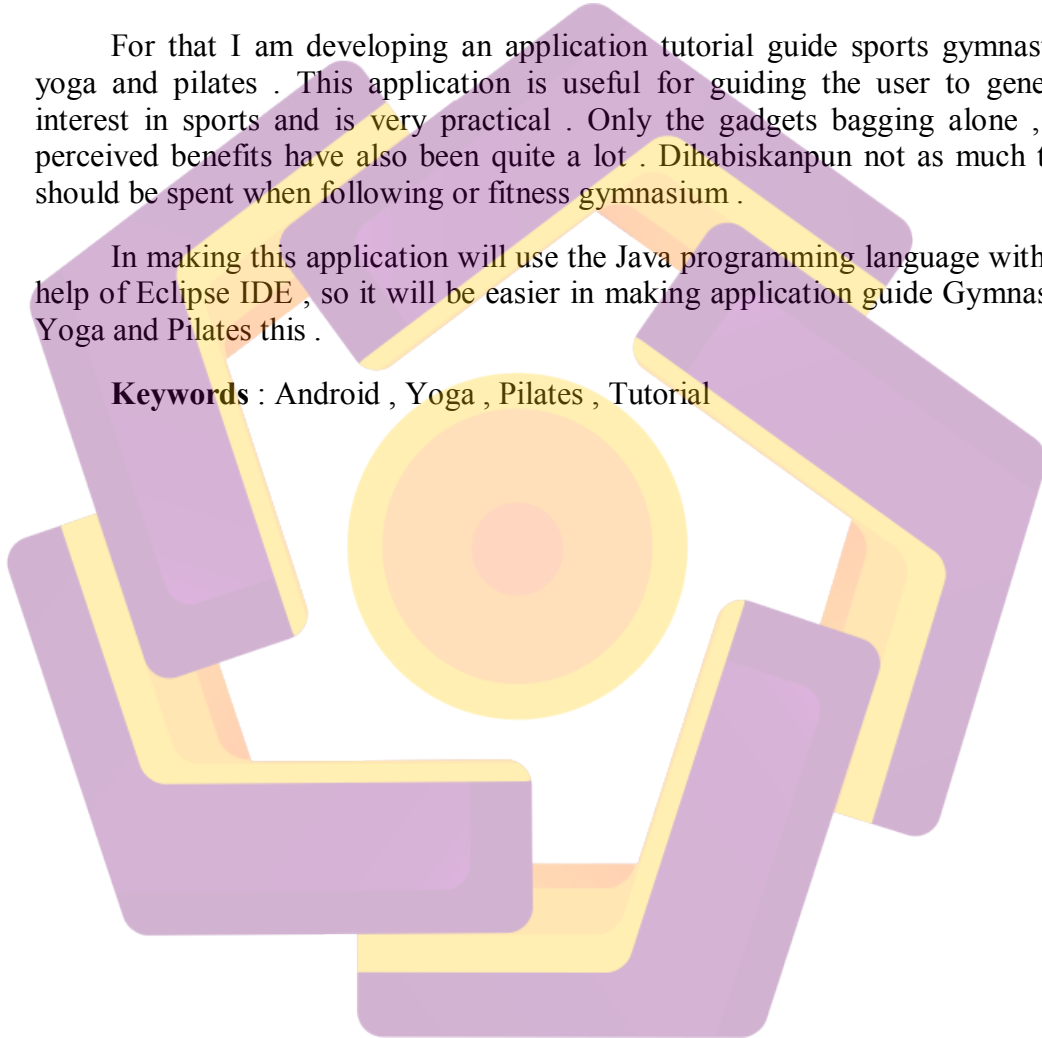 For that I am developing an application tutorial guide sports gymnast
yoga and pilates . This application is useful for guiding the user to gene
interest in sports and is very practical . Only the gadgets bagging alone ,
perceived benefits have also been quite a lot . Dihabiskanpun not as much t
should be spent when following or fitness gymnasium .
In making this application will use the Java programming language with
help of Eclipse IDE , so it will be easier in making application guide Gymnas
Yoga and Pilates this .
Keywords : Android , Yoga , Pilates , Tutorial